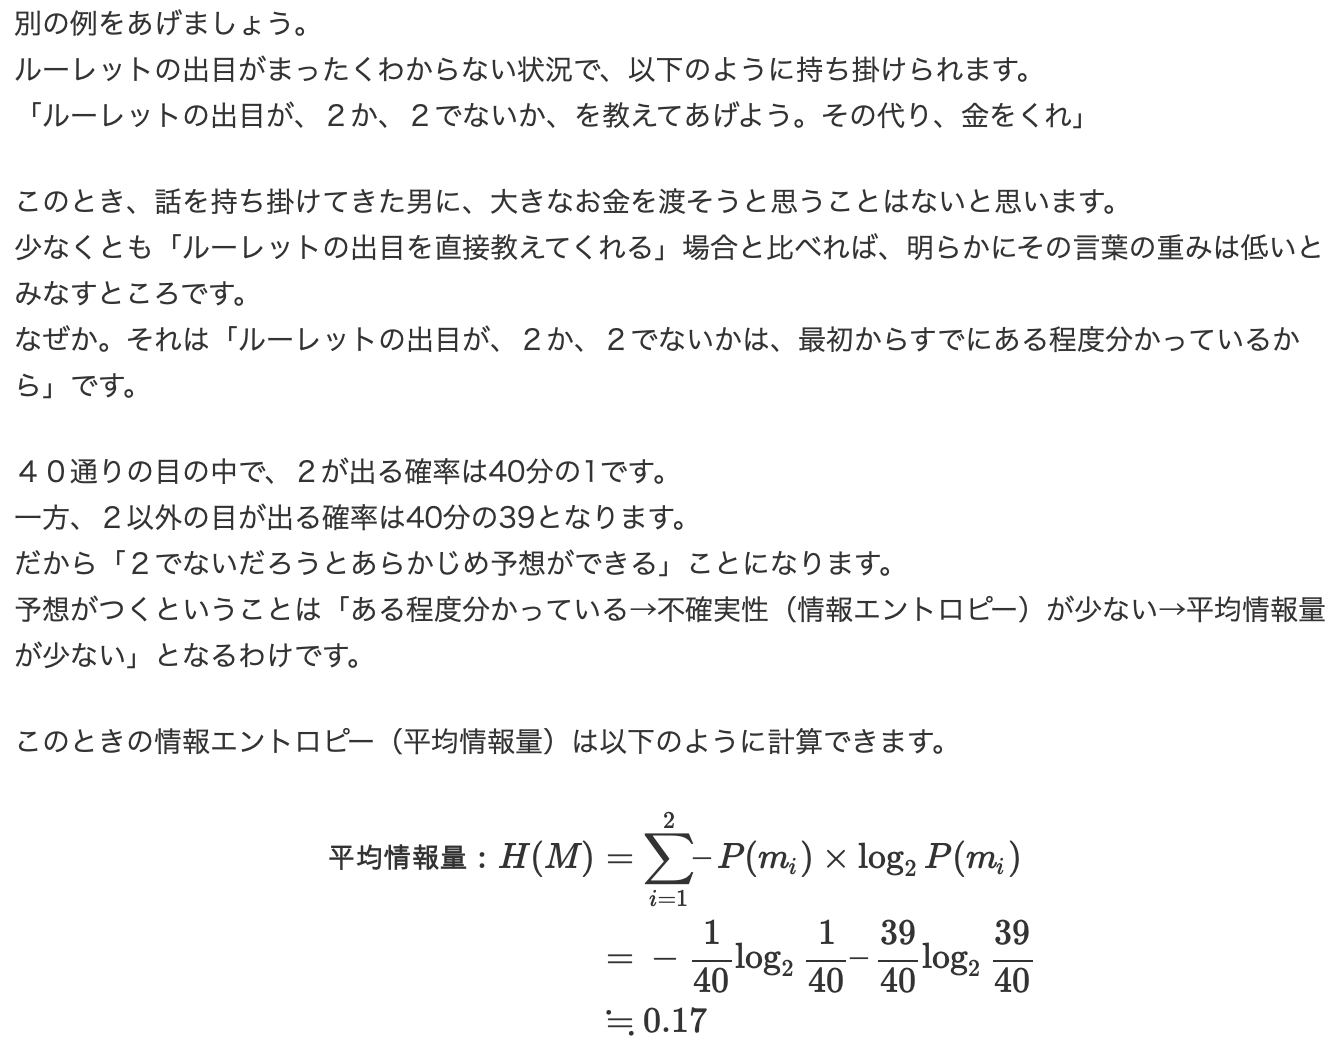 別の例をあげましょう。
ルーレットの出目がまったくわからない状況で、以下のように持ち掛けられます。
「ルーレットの出目が、２か、２でないか、を教えてあげよう。その代り、金をくれ」
このとき、話を持ち掛けてきた男に、大きなお金を渡そうと思うことはないと思います。
少なくとも「ルーレットの出目を直接教えてくれる」場合と比べれば、明らかにその言葉の重みは低いと
みなすところです。
なぜか。それは「ルーレットの出目が、２か、２でないかは、最初からすでにある程度分かっているか
ら」です。
４０通りの目の中で、２が出る確率は40分の1です。
一方、２以外の目が出る確率は40分の39となります。
だから「２でないだろうとあらかじめ予想ができる」ことになります。
予想がつくということは「ある程度分かっている→不確実性（情報エントロピー）が少ない→平均情報量
が少ない」となるわけです。
このときの情報エントロピー（平均情報量）は以下のように計算できます。
平均情報量：H(M) = ∑_{i=1}^{2} –P(m_i) × log_2 P(m_i)
= − 1/40 log_2 1/40 – 39/40 log_2 39/40
≒ 0.17